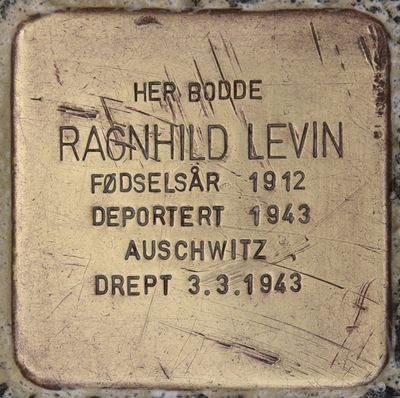 HER BODDE
RAGNHILD LEVIN
FØDSELSÅR 1912
DEPORTERT 1943
AUSCHWITZ
DREPT 3.3.1943